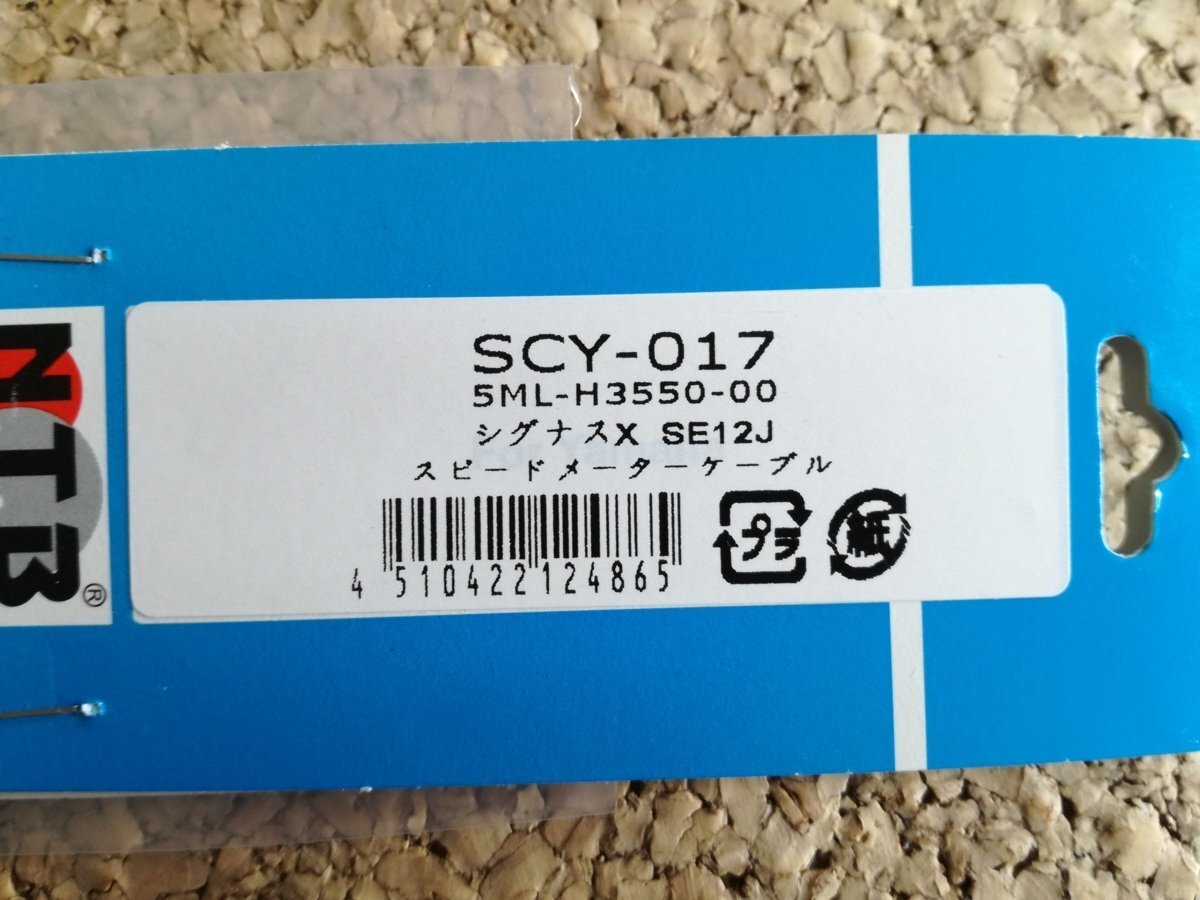 SCY-017
5ML-H3550-00
シグナスX SE12J
スピードメーターケーブル
4 510422 124865
プラ
紙
NTB®